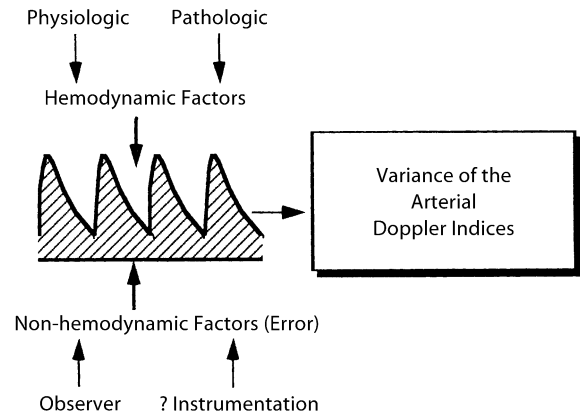 Physiologic Pathologic
Hemodynamic Factors
Variance of the
Arterial
Doppler Indices
Non-hemodynamic Factors (Error)
Observer ? Instrumentation